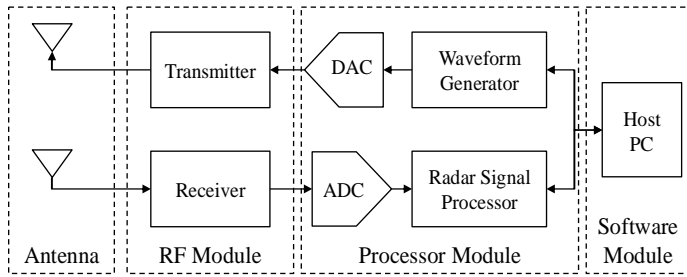 Transmitter
DAC
Waveform
Generator
Host
PC
Receiver
ADC
Radar Signal
Processor
Antenna
RF Module
Processor Module
Software
Module